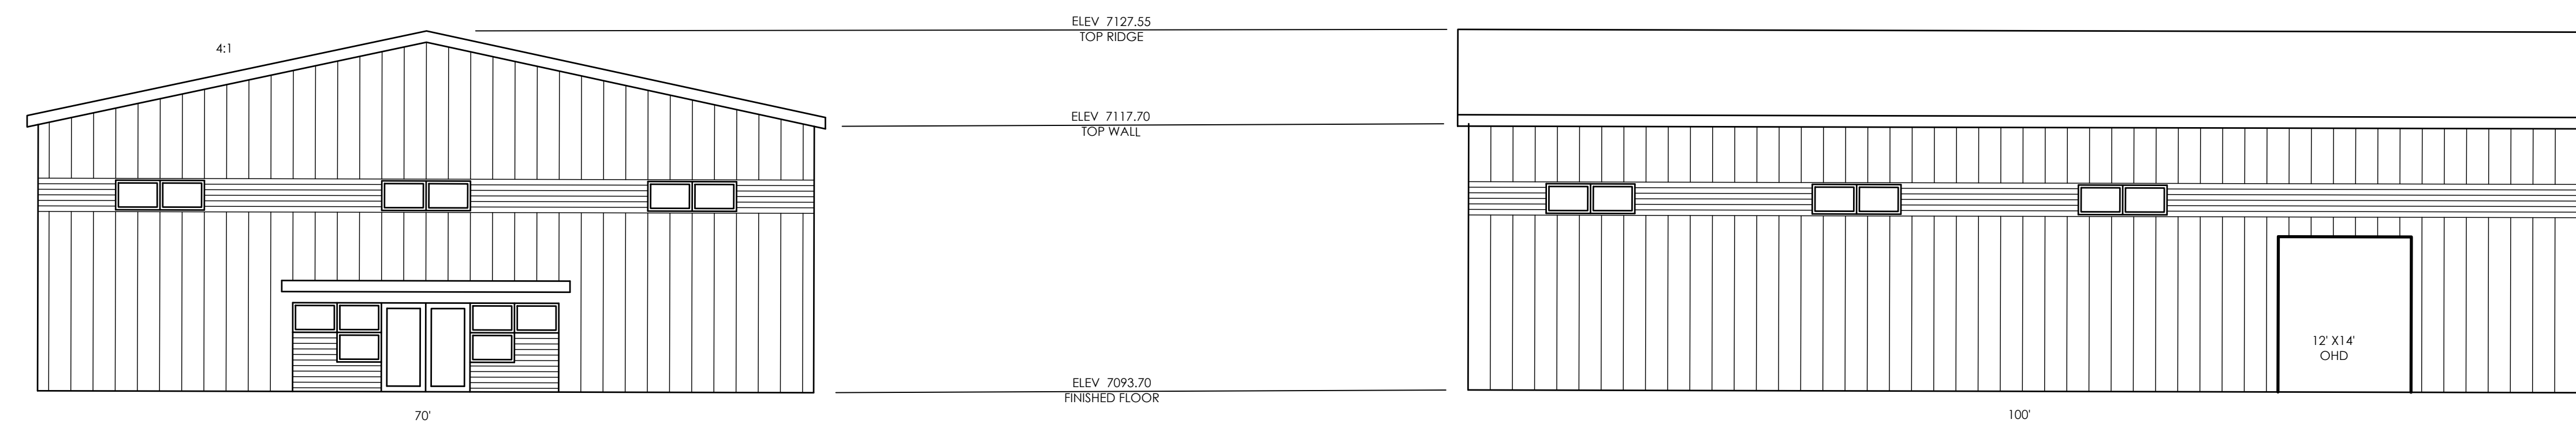 4:1
ELEV 7127.55
TOP RIDGE
ELEV 7117.70
TOP WALL
12' X14'
OHD
ELEV 7093.70
FINISHED FLOOR
70'
100'